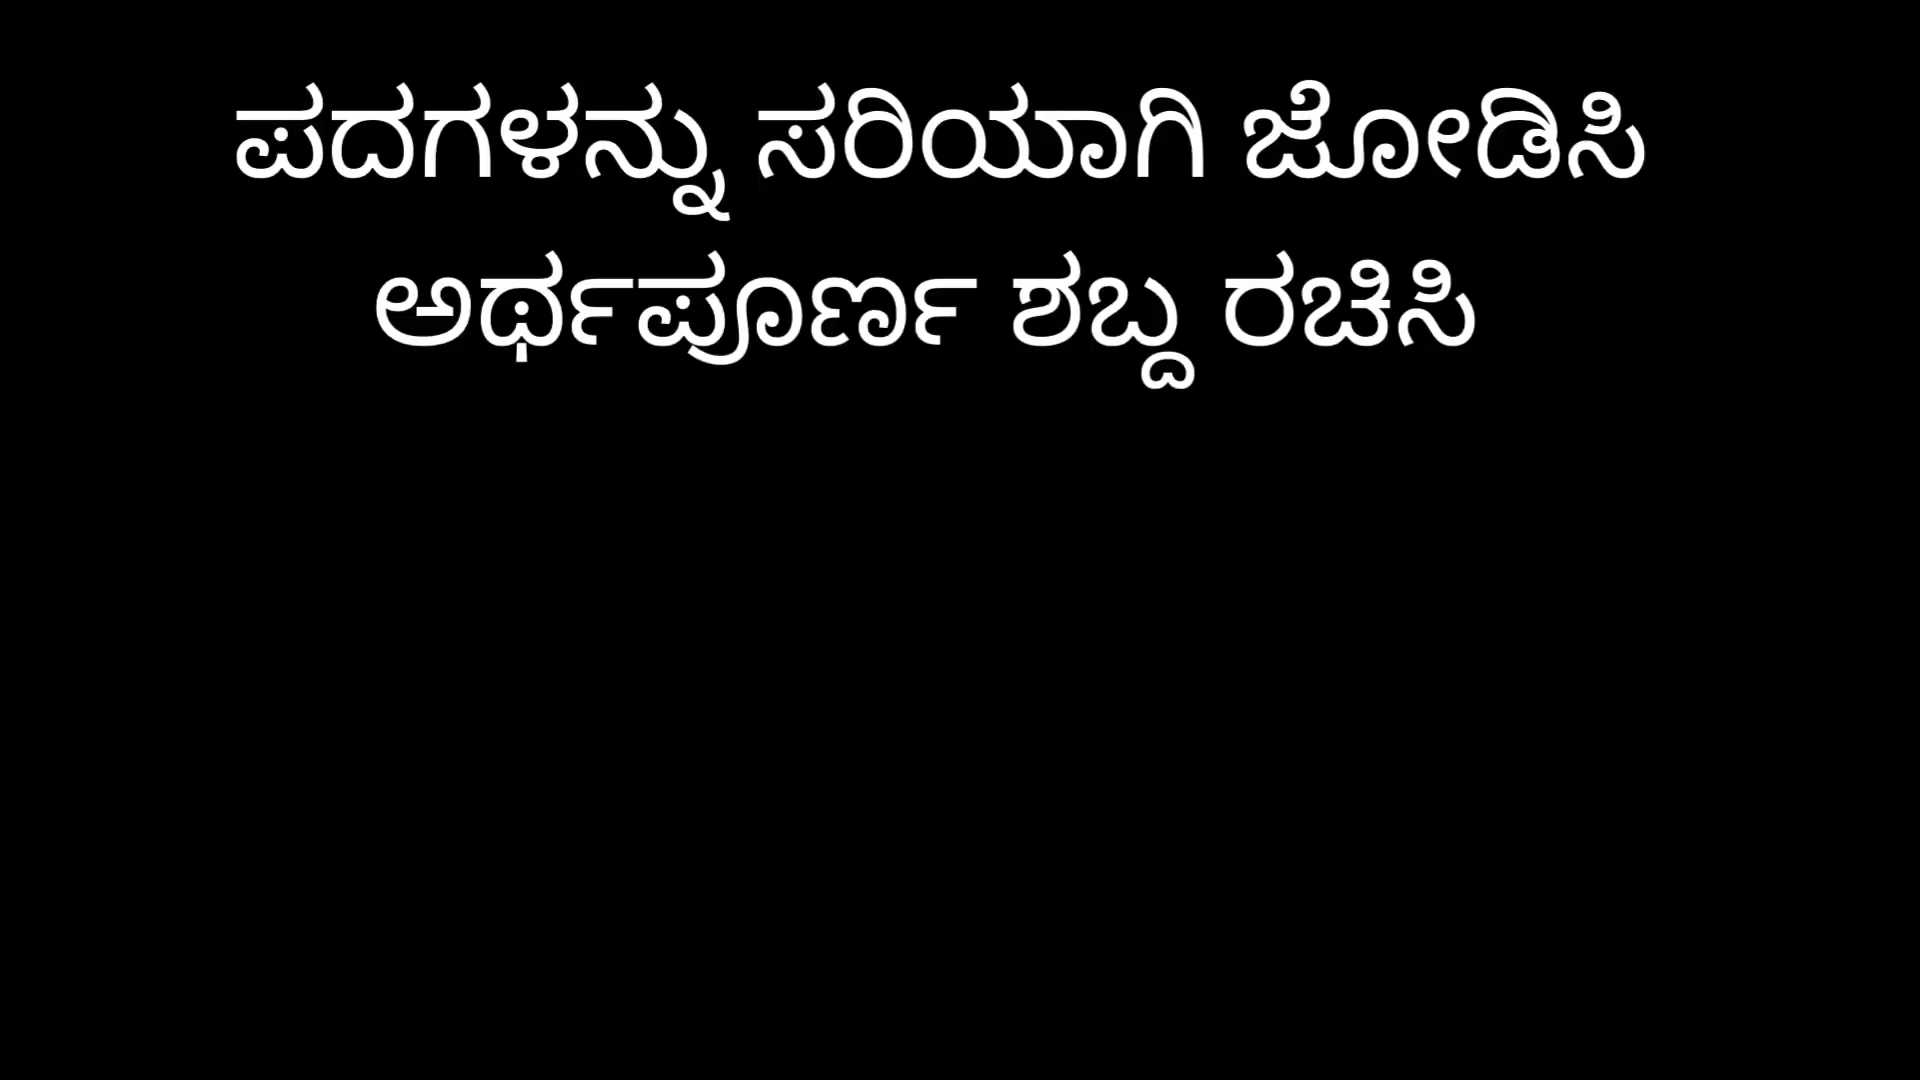 ಪದಗಳನ್ನು ಸರಿಯಾಗಿ ಜೋಡಿಸಿ
ಅರ್ಥಪೂರ್ಣ ಶಬ್ದ ರಚಿಸಿ